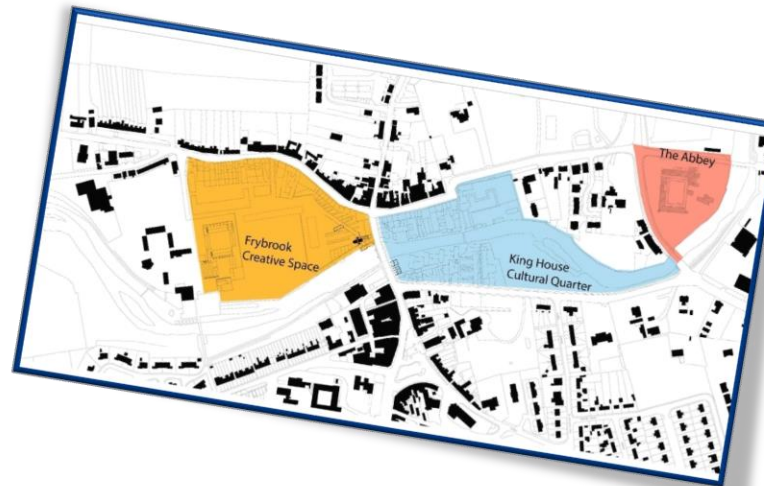 Frybrook
Creative Space
King House
Cultural Quarter
The Abbey